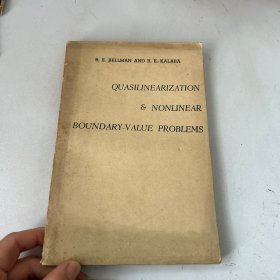 R. E. BELLMAN AND R. E. KALABA
QUASILINEARIZATION
& NONLINEAR
BOUNDARY-VALUE PROBLEMS